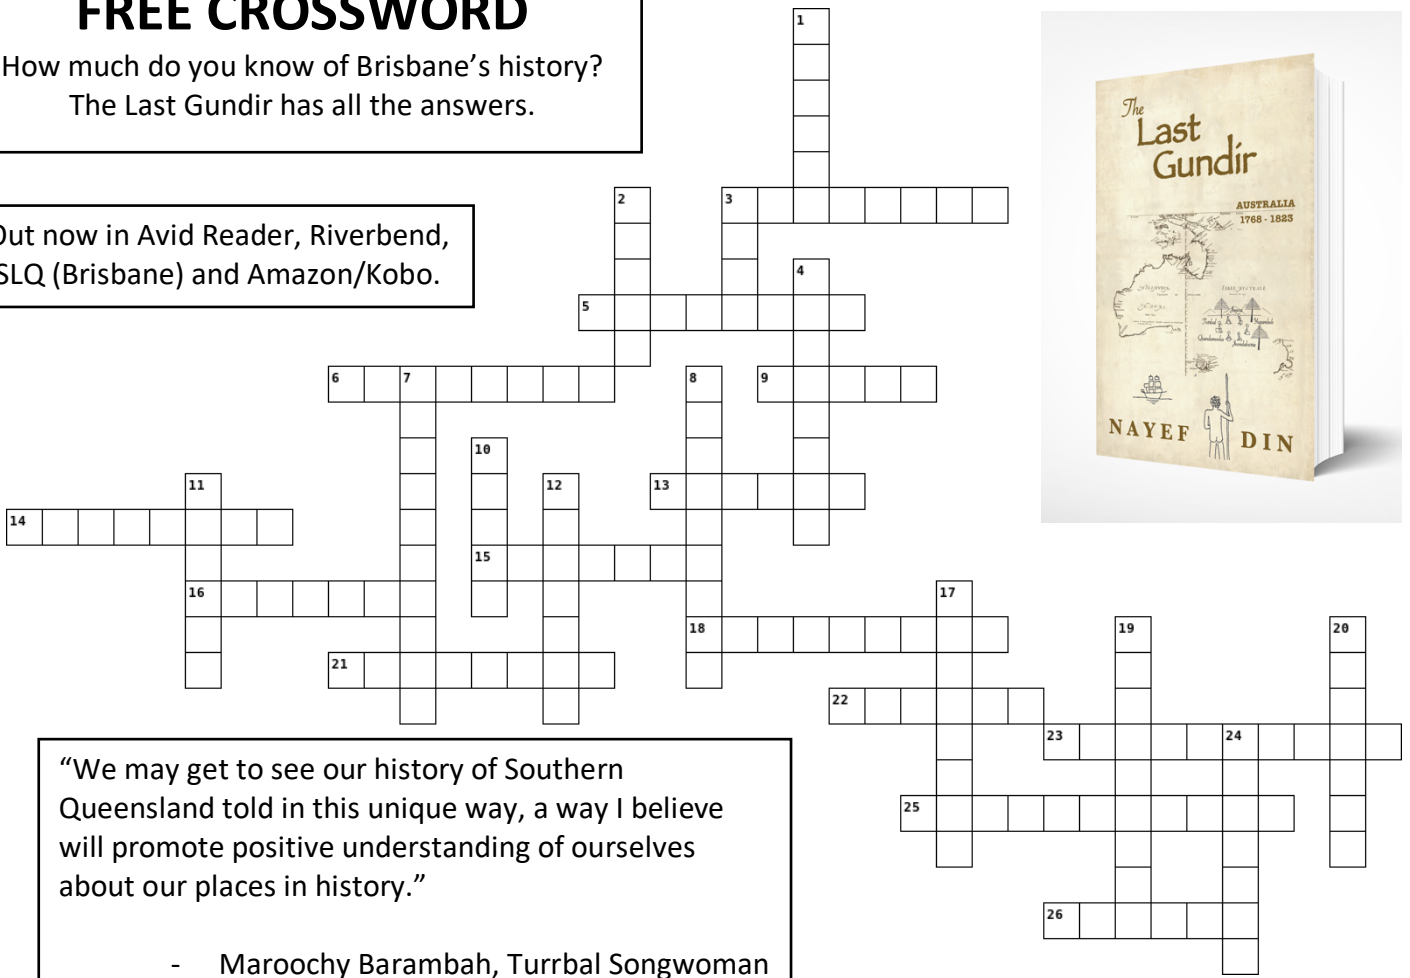 FREE CROSSWORD
How much do you know of Brisbane’s history?
The Last Gundir has all the answers.
Out now in Avid Reader, Riverbend,
SLQ (Brisbane) and Amazon/Kobo.
The
Last
Gundir
AUSTRALIA
1768 - 1823
NAYEF DIN
1
2
3
4
5
6
7
8
9
10
11
12
13
14
15
16
17
18
19
20
21
22
23
24
25
26
“We may get to see our history of Southern
Queensland told in this unique way, a way I believe
will promote positive understanding of ourselves
about our places in history.”
- Maroochy Barambah, Turrbal Songwoman